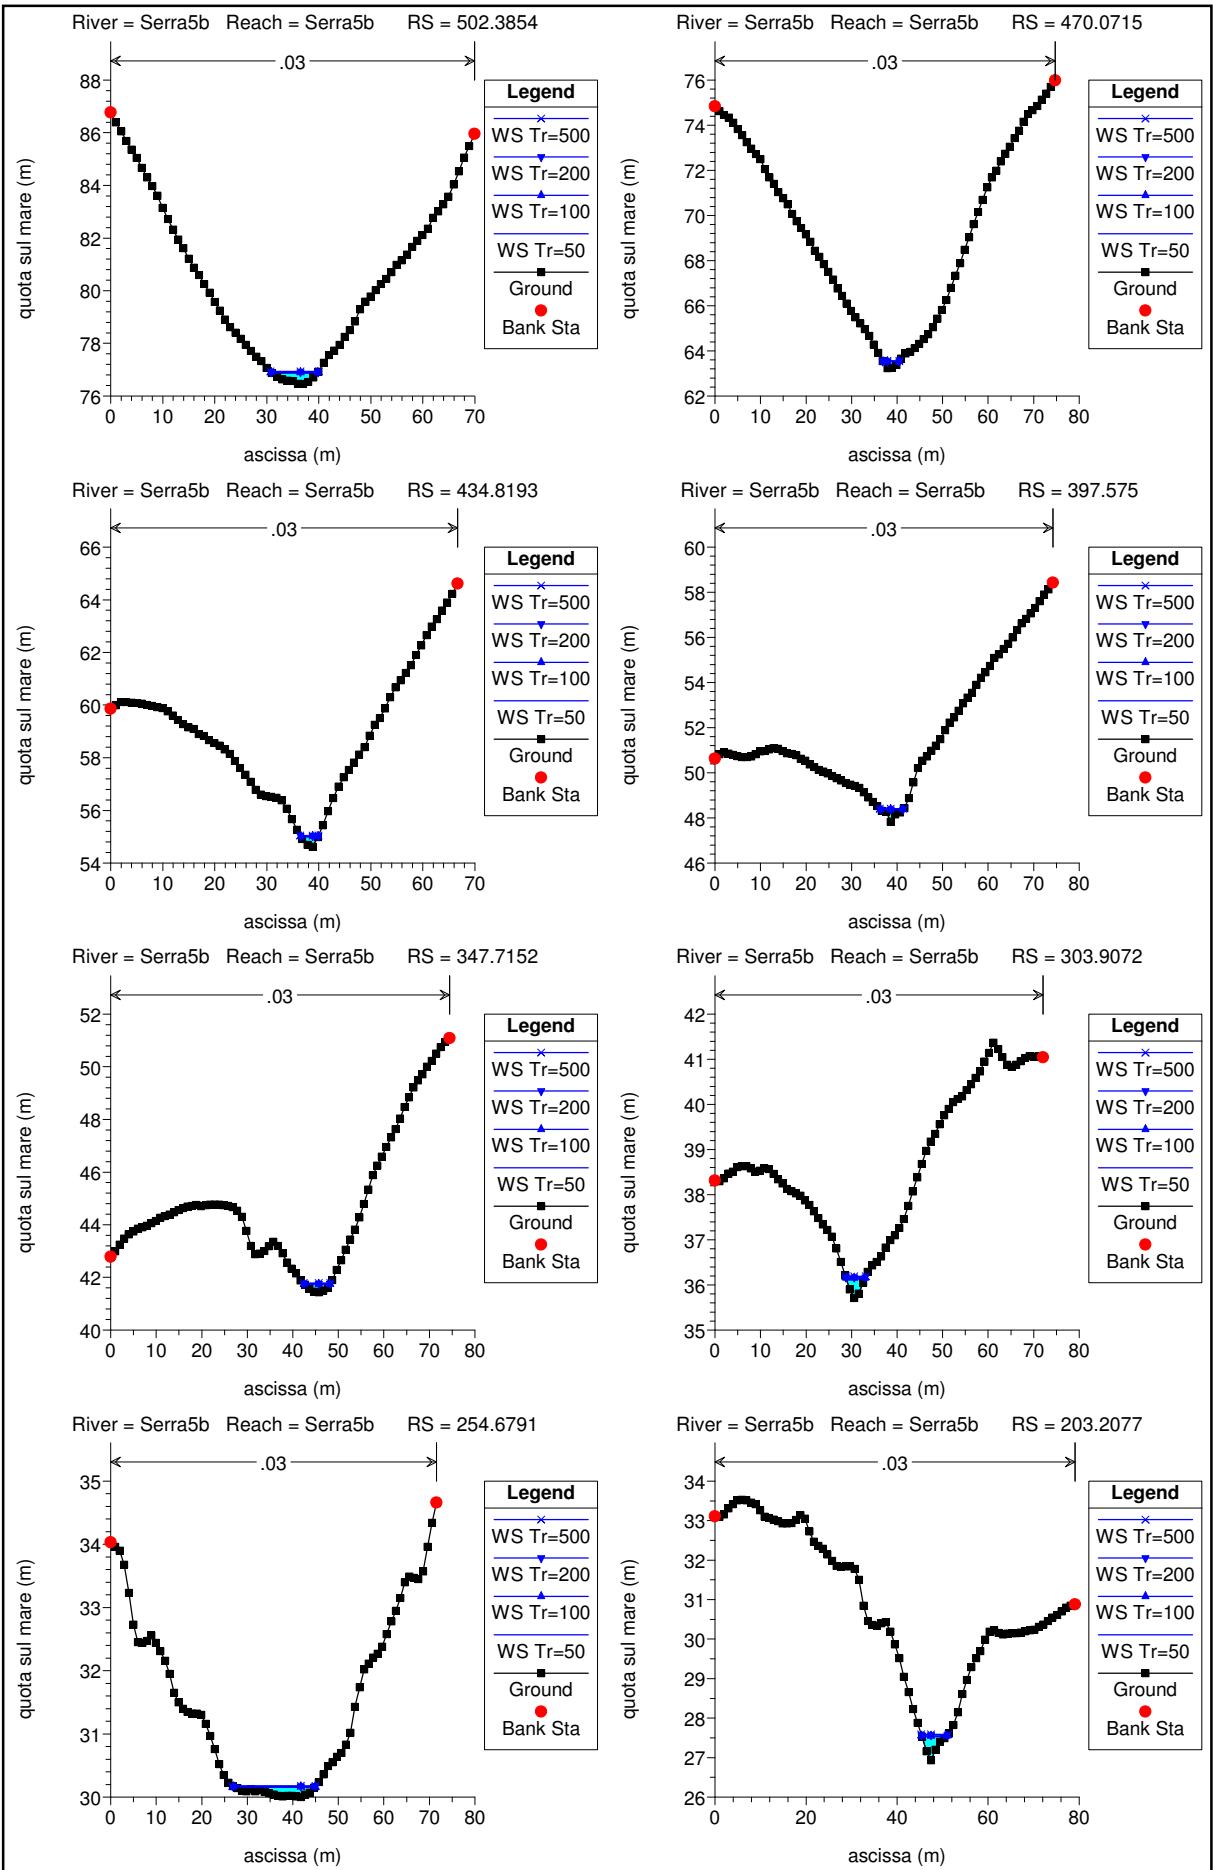 River = Serra5b Reach = Serra5b RS = 502.3854
.03
88
86
84
82
80
78
76
0 10 20 30 40 50 60 70
ascissa (m)
quota sul mare (m)
Legend
WS Tr=500
WS Tr=200
WS Tr=100
WS Tr=50
Ground
Bank Sta
River = Serra5b Reach = Serra5b RS = 470.0715
.03
76
74
72
70
68
66
64
62
0 10 20 30 40 50 60 70 80
ascissa (m)
quota sul mare (m)
Legend
WS Tr=500
WS Tr=200
WS Tr=100
WS Tr=50
Ground
Bank Sta
River = Serra5b Reach = Serra5b RS = 434.8193
.03
66
64
62
60
58
56
54
0 10 20 30 40 50 60 70
ascissa (m)
quota sul mare (m)
Legend
WS Tr=500
WS Tr=200
WS Tr=100
WS Tr=50
Ground
Bank Sta
River = Serra5b Reach = Serra5b RS = 397.575
.03
60
58
56
54
52
50
48
46
0 10 20 30 40 50 60 70 80
ascissa (m)
quota sul mare (m)
Legend
WS Tr=500
WS Tr=200
WS Tr=100
WS Tr=50
Ground
Bank Sta
River = Serra5b Reach = Serra5b RS = 347.7152
.03
52
50
48
46
44
42
40
0 10 20 30 40 50 60 70 80
ascissa (m)
quota sul mare (m)
Legend
WS Tr=500
WS Tr=200
WS Tr=100
WS Tr=50
Ground
Bank Sta
River = Serra5b Reach = Serra5b RS = 303.9072
.03
42
41
40
39
38
37
36
35
0 10 20 30 40 50 60 70 80
ascissa (m)
quota sul mare (m)
Legend
WS Tr=500
WS Tr=200
WS Tr=100
WS Tr=50
Ground
Bank Sta
River = Serra5b Reach = Serra5b RS = 254.6791
.03
35
34
33
32
31
30
0 10 20 30 40 50 60 70 80
ascissa (m)
quota sul mare (m)
Legend
WS Tr=500
WS Tr=200
WS Tr=100
WS Tr=50
Ground
Bank Sta
River = Serra5b Reach = Serra5b RS = 203.2077
.03
34
33
32
31
30
29
28
27
26
0 10 20 30 40 50 60 70 80
ascissa (m)
quota sul mare (m)
Legend
WS Tr=500
WS Tr=200
WS Tr=100
WS Tr=50
Ground
Bank Sta